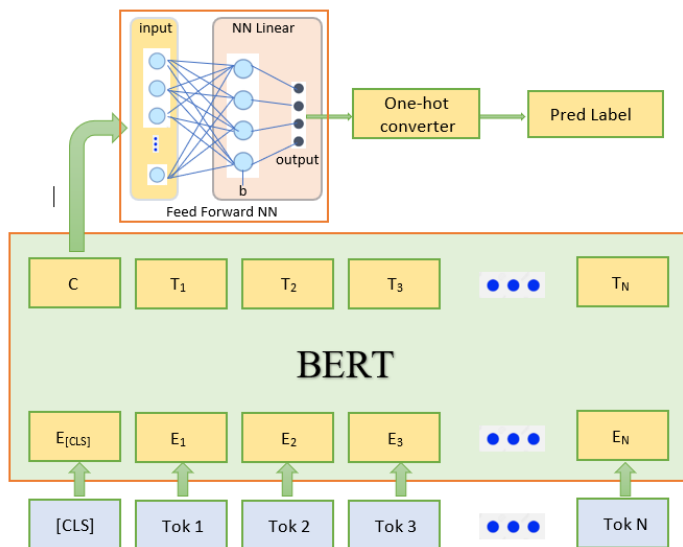 input
NN Linear
output
b
Feed Forward NN
One-hot
converter
Pred Label
C
T1
T2
T3
TN
BERT
E[CLS]
E1
E2
E3
EN
[CLS]
Tok 1
Tok 2
Tok 3
Tok N